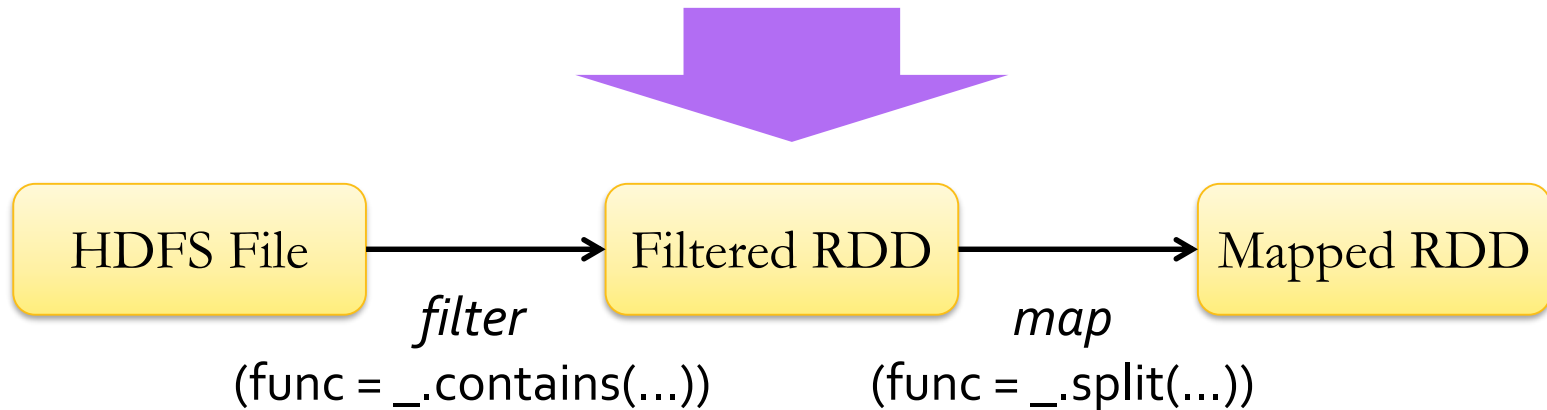 HDFS File
Filtered RDD
Mapped RDD
filter
map
(func = _.contains(...))
(func = _.split(...))